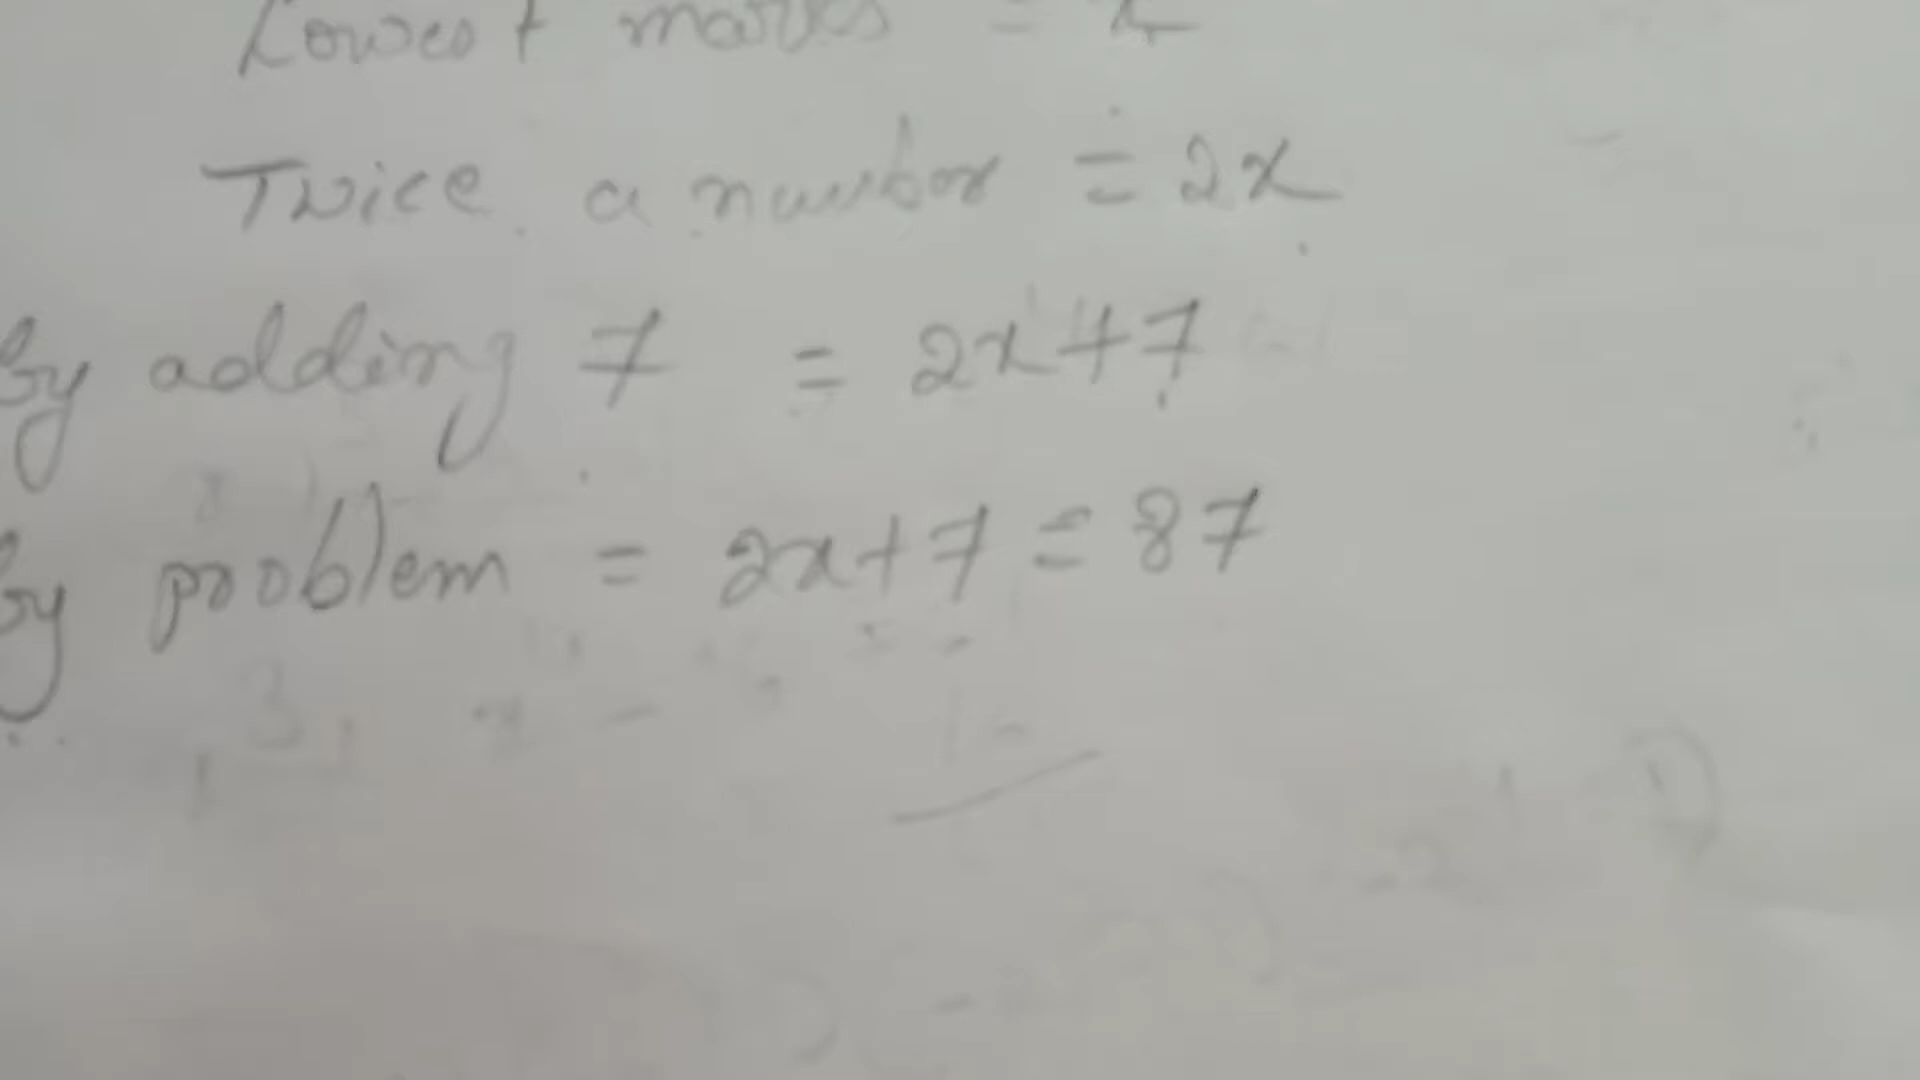 Lowest marks = x
Twice a number = 2x
By adding 7 = 2x+7
By problem = 2x+7 = 87